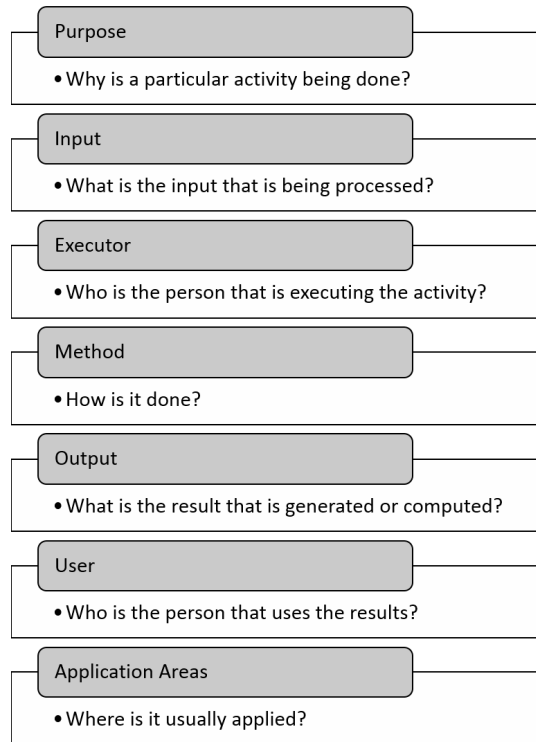 Purpose
• Why is a particular activity being done?
Input
• What is the input that is being processed?
Executor
• Who is the person that is executing the activity?
Method
• How is it done?
Output
• What is the result that is generated or computed?
User
• Who is the person that uses the results?
Application Areas
• Where is it usually applied?